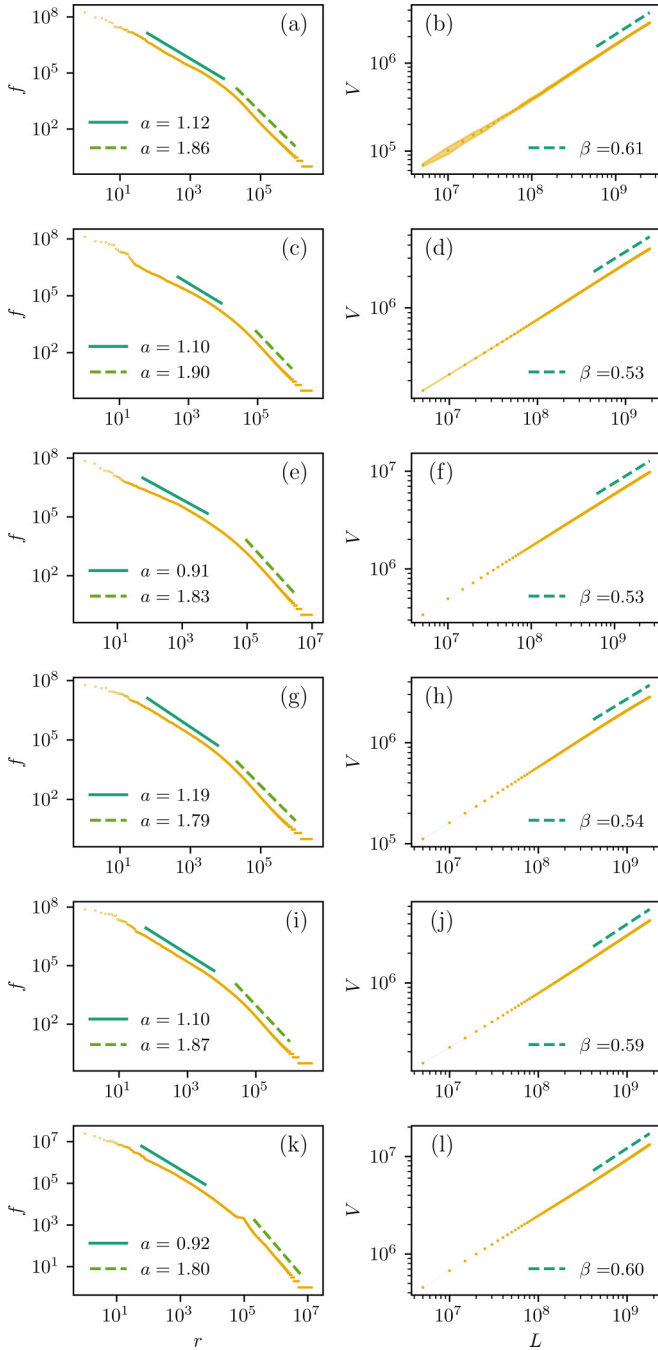 (a)
f
10^8
10^5
10^2
a = 1.12
a = 1.86
10^1
10^3
10^5
(b)
V
10^6
10^5
β =0.61
10^7
10^8
10^9
(c)
f
10^8
10^5
10^2
a = 1.10
a = 1.90
10^1
10^3
10^5
(d)
V
10^6
β =0.53
10^7
10^8
10^9
(e)
f
10^8
10^5
10^2
a = 0.91
a = 1.83
10^1
10^3
10^5
10^7
(f)
V
10^7
10^6
β =0.53
10^7
10^8
10^9
(g)
f
10^8
10^5
10^2
a = 1.19
a = 1.79
10^1
10^3
10^5
(h)
V
10^6
10^5
β =0.54
10^7
10^8
10^9
(i)
f
10^8
10^5
10^2
a = 1.10
a = 1.87
10^1
10^3
10^5
(j)
V
10^6
β =0.59
10^7
10^8
10^9
(k)
f
10^7
10^5
10^3
10^1
a = 0.92
a = 1.80
10^1
10^3
10^5
10^7
r
(l)
V
10^7
10^6
β =0.60
10^7
10^8
10^9
L